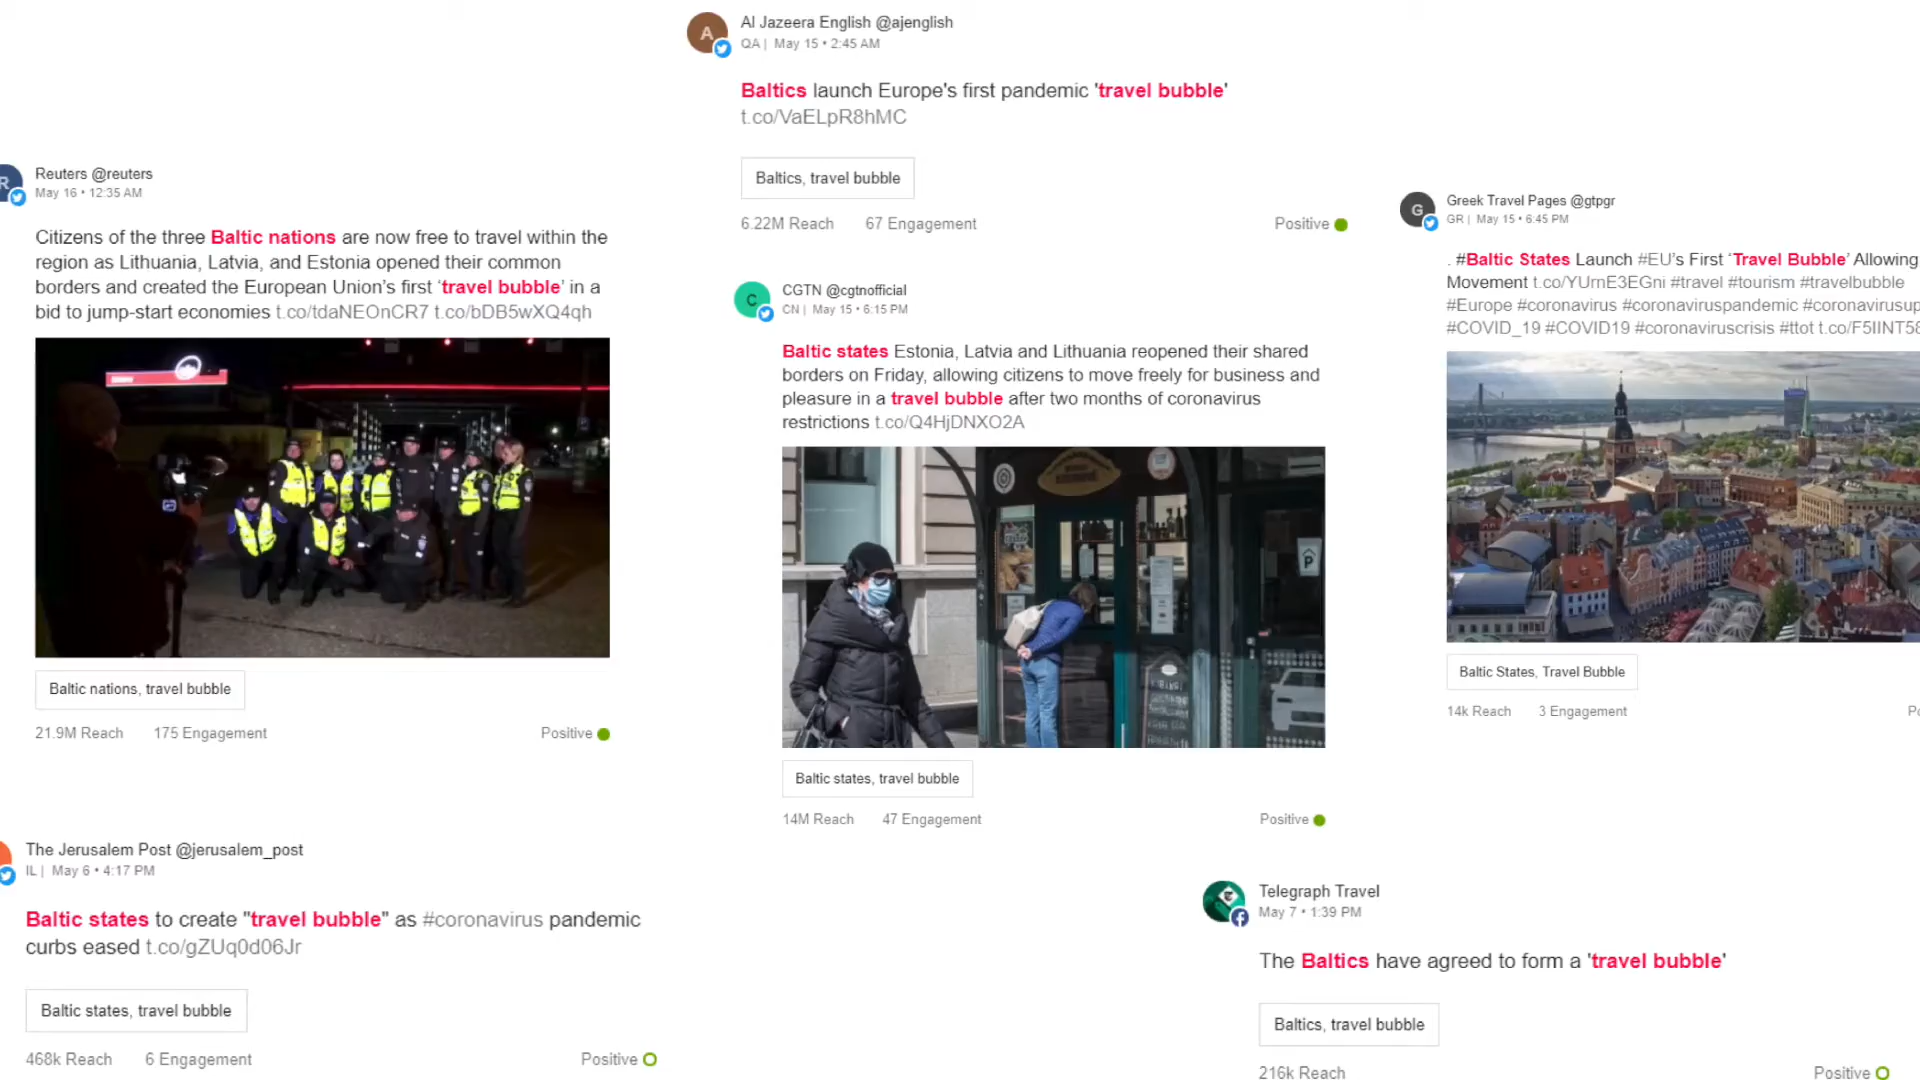 A
Al Jazeera English @ajenglish
QA | May 15 • 2:45 AM
Baltics launch Europe's first pandemic 'travel bubble'
t.co/VaELpR8hMC
Baltics, travel bubble
6.22M Reach 67 Engagement Positive
R
Reuters @reuters
May 16 • 12:35 AM
Citizens of the three Baltic nations are now free to travel within the
region as Lithuania, Latvia, and Estonia opened their common
borders and created the European Union's first 'travel bubble' in a
bid to jump-start economies t.co/tdaNEOnCR7 t.co/bDB5wXQ4qh
Baltic nations, travel bubble
21.9M Reach 175 Engagement Positive
C
CGTN @cgtnofficial
CN | May 15 • 6:15 PM
Baltic states Estonia, Latvia and Lithuania reopened their shared
borders on Friday, allowing citizens to move freely for business and
pleasure in a travel bubble after two months of coronavirus
restrictions t.co/Q4HjDNXO2A
P
Baltic states, travel bubble
14M Reach 47 Engagement Positive
G
Greek Travel Pages @gtpgr
GR | May 15 • 6:45 PM
. #Baltic States Launch #EU's First 'Travel Bubble' Allowing
Movement t.co/YUrnE3EGni #travel #tourism #travelbubble
#Europe #coronavirus #coronaviruspandemic #coronavirusup
#COVID_19 #COVID19 #coronaviruscrisis #ttot t.co/F5IINT58
Baltic States, Travel Bubble
14k Reach 3 Engagement Po
The Jerusalem Post @jerusalem_post
IL | May 6 • 4:17 PM
Baltic states to create "travel bubble" as #coronavirus pandemic
curbs eased t.co/gZUq0d06Jr
Baltic states, travel bubble
468k Reach 6 Engagement Positive
Telegraph Travel
May 7 • 1:39 PM
The Baltics have agreed to form a 'travel bubble'
Baltics, travel bubble
216k Reach Positive